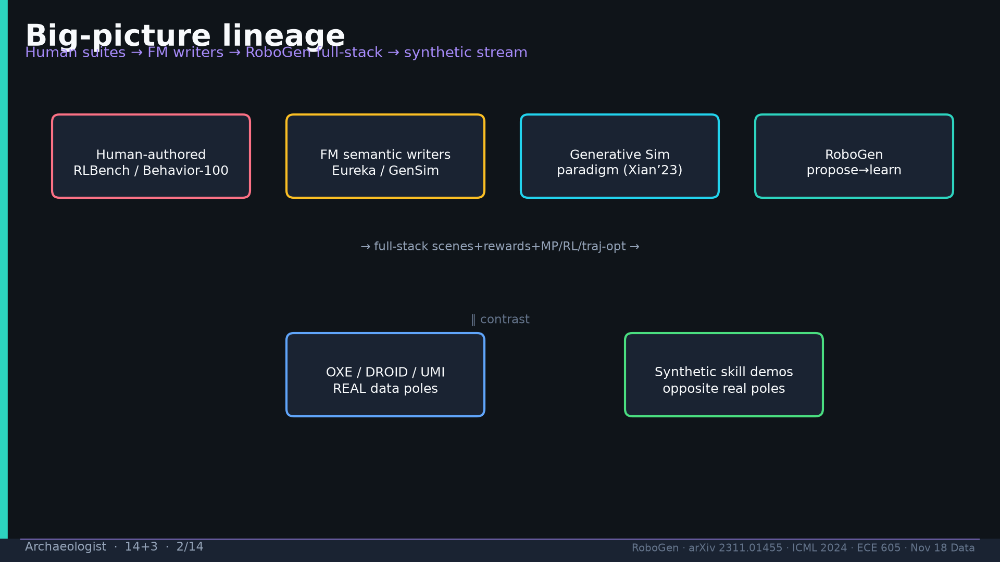 Big-picture lineage
Human suites → FM writers → RoboGen full-stack → synthetic stream
Human-authored
RLBench / Behavior-100
FM semantic writers
Eureka / GenSim
Generative Sim
paradigm (Xian’23)
RoboGen
propose→learn
→ full-stack scenes+rewards+MP/RL/traj-opt →
∥ contrast
OXE / DROID / UMI
REAL data poles
Synthetic skill demos
opposite real poles
Archaeologist · 14+3 · 2/14
RoboGen · arXiv 2311.01455 · ICML 2024 · ECE 605 · Nov 18 Data